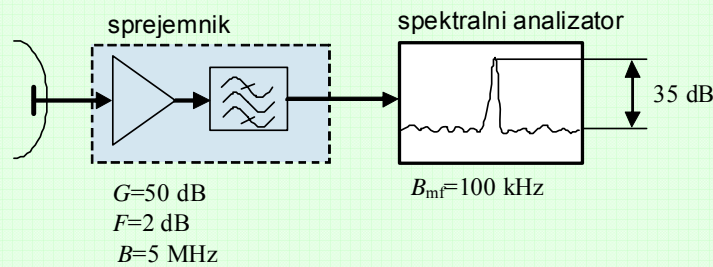 sprejemnik
spektralni analizator
35 dB
G=50 dB
F=2 dB
B=5 MHz
Bmf=100 kHz